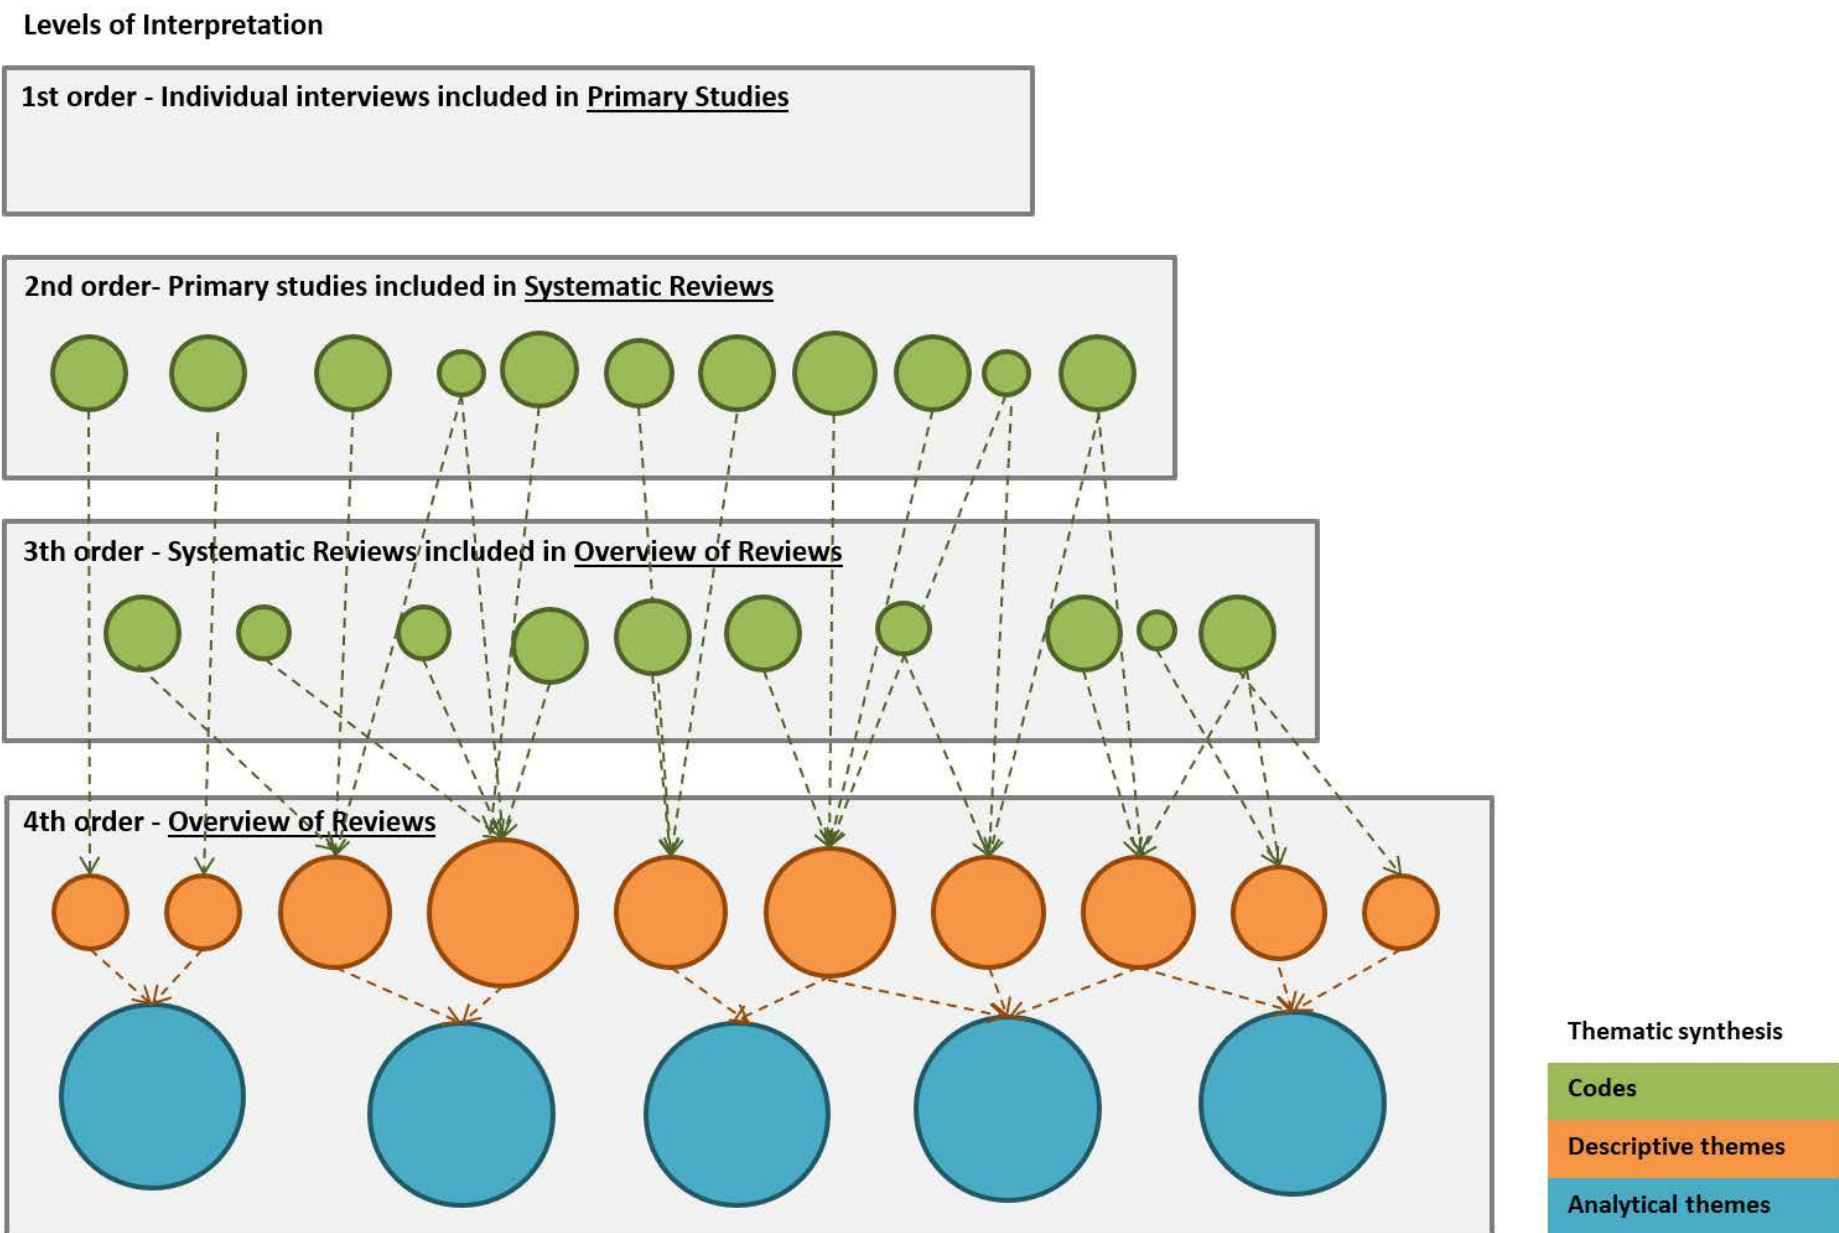 Levels of Interpretation
1st order - Individual interviews included in Primary Studies
2nd order- Primary studies included in Systematic Reviews
3th order - Systematic Reviews included in Overview of Reviews
4th order - Overview of Reviews
Thematic synthesis
Codes
Descriptive themes
Analytical themes